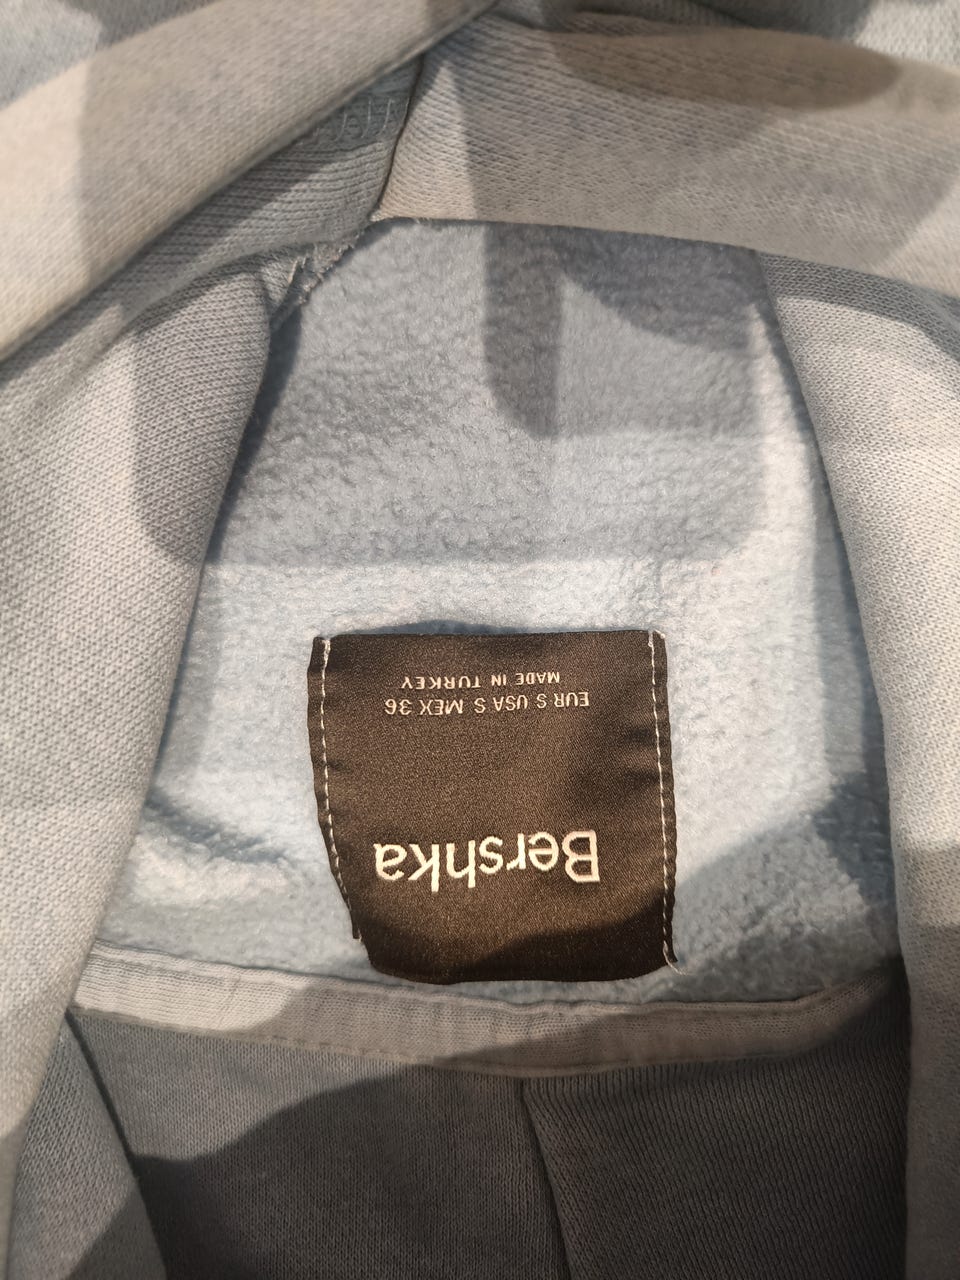 Bershka
EUR S USA S MEX 36
MADE IN TURKEY